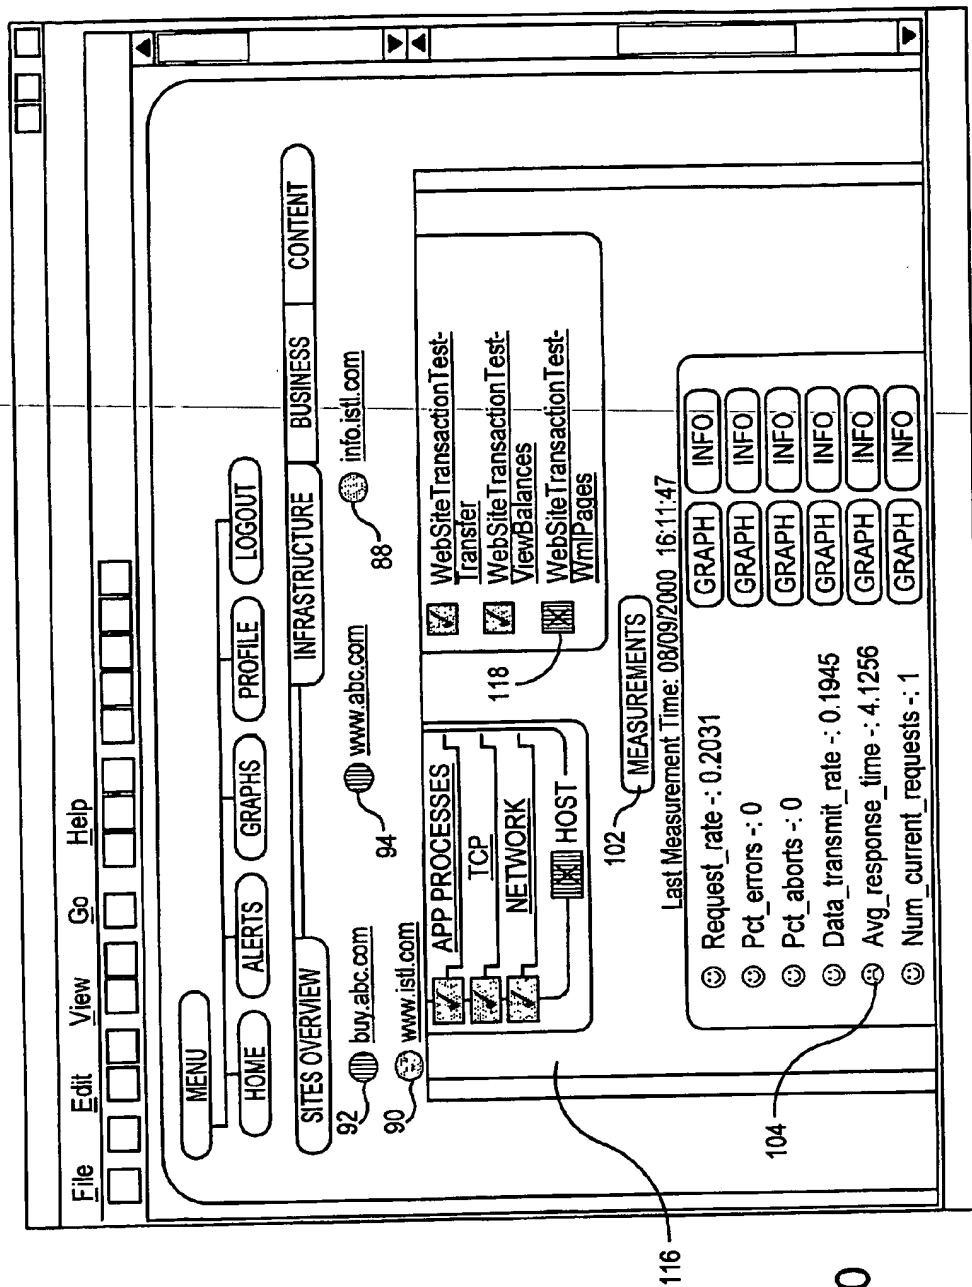 File Edit View Go Help
MENU
HOME ALERTS GRAPHS PROFILE LOGOUT
SITES OVERVIEW INFRASTRUCTURE BUSINESS CONTENT
92 buy.abc.com 94 www.abc.com 88 info.istl.com
90 www.istl.com
APP PROCESSES
TCP
NETWORK
HOST
WebSiteTransactionTest-
Transfer
WebSiteTransactionTest-
ViewBalances
WebSiteTransactionTest-
WmlPages
118
116
102 MEASUREMENTS
Last Measurement Time: 08/09/2000 16:11:47
Request_rate -: 0.2031 GRAPH INFO
Pct_errors -: 0 GRAPH INFO
Pct_aborts -: 0 GRAPH INFO
Data_transmit_rate -: 0.1945 GRAPH INFO
Avg_response_time -: 4.1256 GRAPH INFO
104
Num_current_requests -: 1 GRAPH INFO